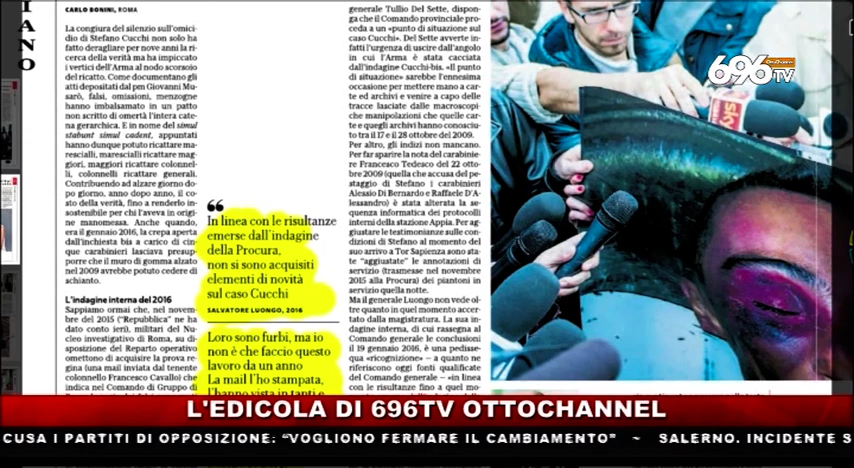 IANO
CARLO BONINI, ROMA
La congiura del silenzio sull'omici-
dio di Stefano Cucchi non solo ha
fatto deragliare per nove anni la ri-
cerca della verità ma ha impiccato
i vertici dell'Arma al nodo scorsoio
del ricatto. Come documentano gli
atti depositati dal pm Giovanni Mu-
sarò, falsi, omissioni, menzogne
hanno imbalsamato in un patto
non scritto di omertà l'intera cate-
na gerarchica. E in nome del simul
stabunt simul cadent, appuntati
hanno dunque potuto ricattare ma-
rescialli, marescialli ricattare mag-
giori, maggiori ricattare colonnel-
li, colonnelli ricattare generali.
Contribuendo ad alzare giorno do-
po giorno, anno dopo anno, il co-
sto della verità, fino a renderlo in-
sostenibile per chi l'aveva in origi-
ne manomessa. Anche quando,
era il gennaio 2016, la crepa aperta
dall'inchiesta bis a carico di cin-
que carabinieri lasciava presup-
porre che il muro di gomma alzato
nel 2009 avrebbe potuto cedere di
schianto.
L'indagine interna del 2016
Sappiamo ormai che, nel novem-
bre del 2015 ("Repubblica" ne ha
dato conto ieri), militari del Nu-
cleo investigativo di Roma, su di-
sposizione del Reparto operativo
omettono di acquisire la prova re-
gina (una mail inviata dal tenente
colonnello Francesco Cavallo) che
indica nel Comando di Gruppo di
“
In linea con le risultanze
emerse dall'indagine
della Procura,
non si sono acquisiti
elementi di novità
sul caso Cucchi
SALVATORE LUONGO, 2016
Loro sono furbi, ma io
non è che faccio questo
lavoro da un anno
La mail l'ho stampata,
l'hanno vista in tanti e
generale Tullio Del Sette, dispon-
ga che il Comando provinciale pro-
ceda a un «punto di situazione sul
caso Cucchi». Del Sette avverte in-
fatti l'urgenza di uscire dall'angolo
in cui l'Arma è stata cacciata
dall'indagine Cucchi-bis. «Il punto
di situazione» sarebbe l'ennesima
occasione per mettere mano a car-
te ed archivi e venire a capo delle
tracce lasciate dalle macroscopi-
che manipolazioni che quelle car-
te e quegli archivi hanno conosciu-
to tra il 17 e il 28 ottobre del 2009.
Per altro, gli indizi non mancano.
Per far sparire la nota del carabinie-
re Francesco Tedesco del 22 otto-
bre 2009 (quella che accusa del pe-
staggio di Stefano i carabinieri
Alessio Di Bernardo e Raffaele D'A-
lessandro) è stata alterata la se-
quenza informatica dei protocolli
interni della stazione Appia. Per ag-
giustare le testimonianze sulle con-
dizioni di Stefano al momento del
suo arrivo a Tor Sapienza sono sta-
te "aggiustate" le annotazioni di
servizio (trasmesse nel novembre
2015 alla Procura) dei piantoni in
servizio quella notte.
Ma il generale Luongo non vede ol-
tre quanto in quel momento accer-
tato dalla magistratura. La sua in-
dagine interna, di cui rassegna al
Comando generale le conclusioni
il 19 gennaio 2016, è una pedisse-
qua «ricognizione» — a quanto ne
riferiscono oggi fonti qualificate
del Comando generale — «in linea
con le risultanze fino a quel mo-
696 TV
sky
L'EDICOLA DI 696TV OTTOCHANNEL
CUSA I PARTITI DI OPPOSIZIONE: “VOGLIONO FERMARE IL CAMBIAMENTO” ~ SALERNO. INCIDENTE S